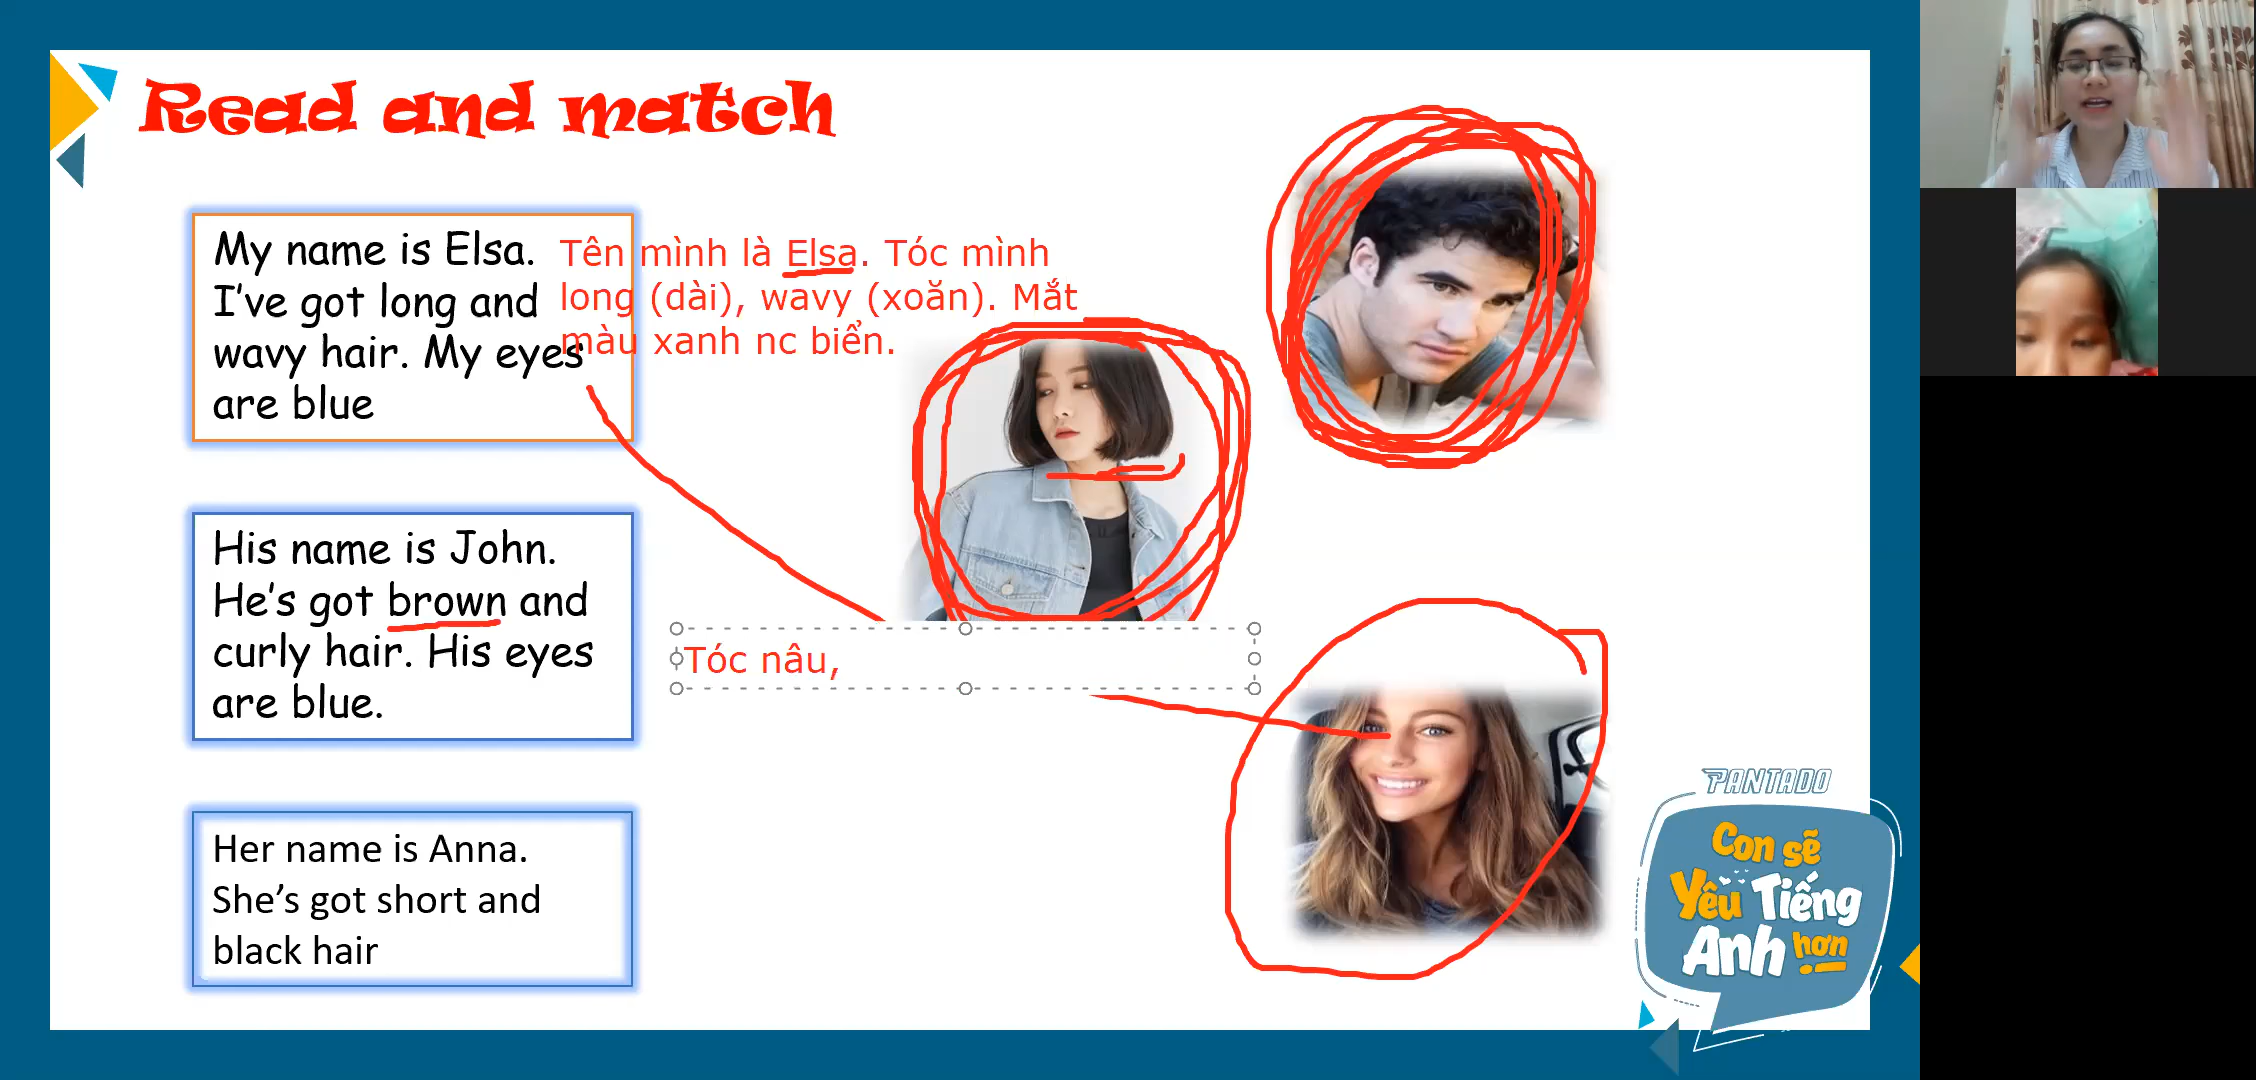 Read and match
My name is Elsa.
I've got long and
wavy hair. My eyes
are blue
Tên mình là Elsa. Tóc mình
long (dài), wavy (xoăn). Mắt
màu xanh nc biển.
His name is John.
He's got brown and
curly hair. His eyes
are blue.
Tóc nâu,
Her name is Anna.
She's got short and
black hair
PANTADO
Con sẽ
Yêu Tiếng
Anh hơn